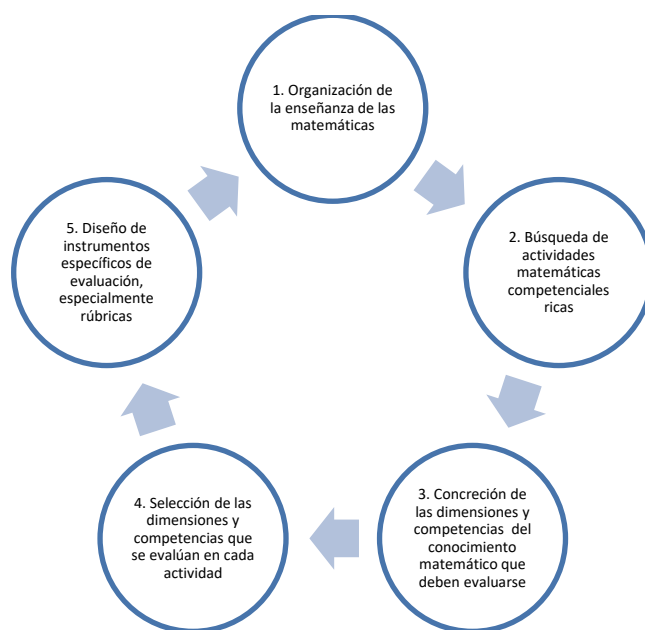 1. Organización de
la enseñanza de las
matemáticas
2. Búsqueda de
actividades
matemáticas
competenciales
ricas
3. Concreción de
las dimensiones y
competencias del
conocimiento
matemático que
deben evaluarse
4. Selección de las
dimensiones y
competencias que
se evalúan en cada
actividad
5. Diseño de
instrumentos
específicos de
evaluación,
especialmente
rúbricas